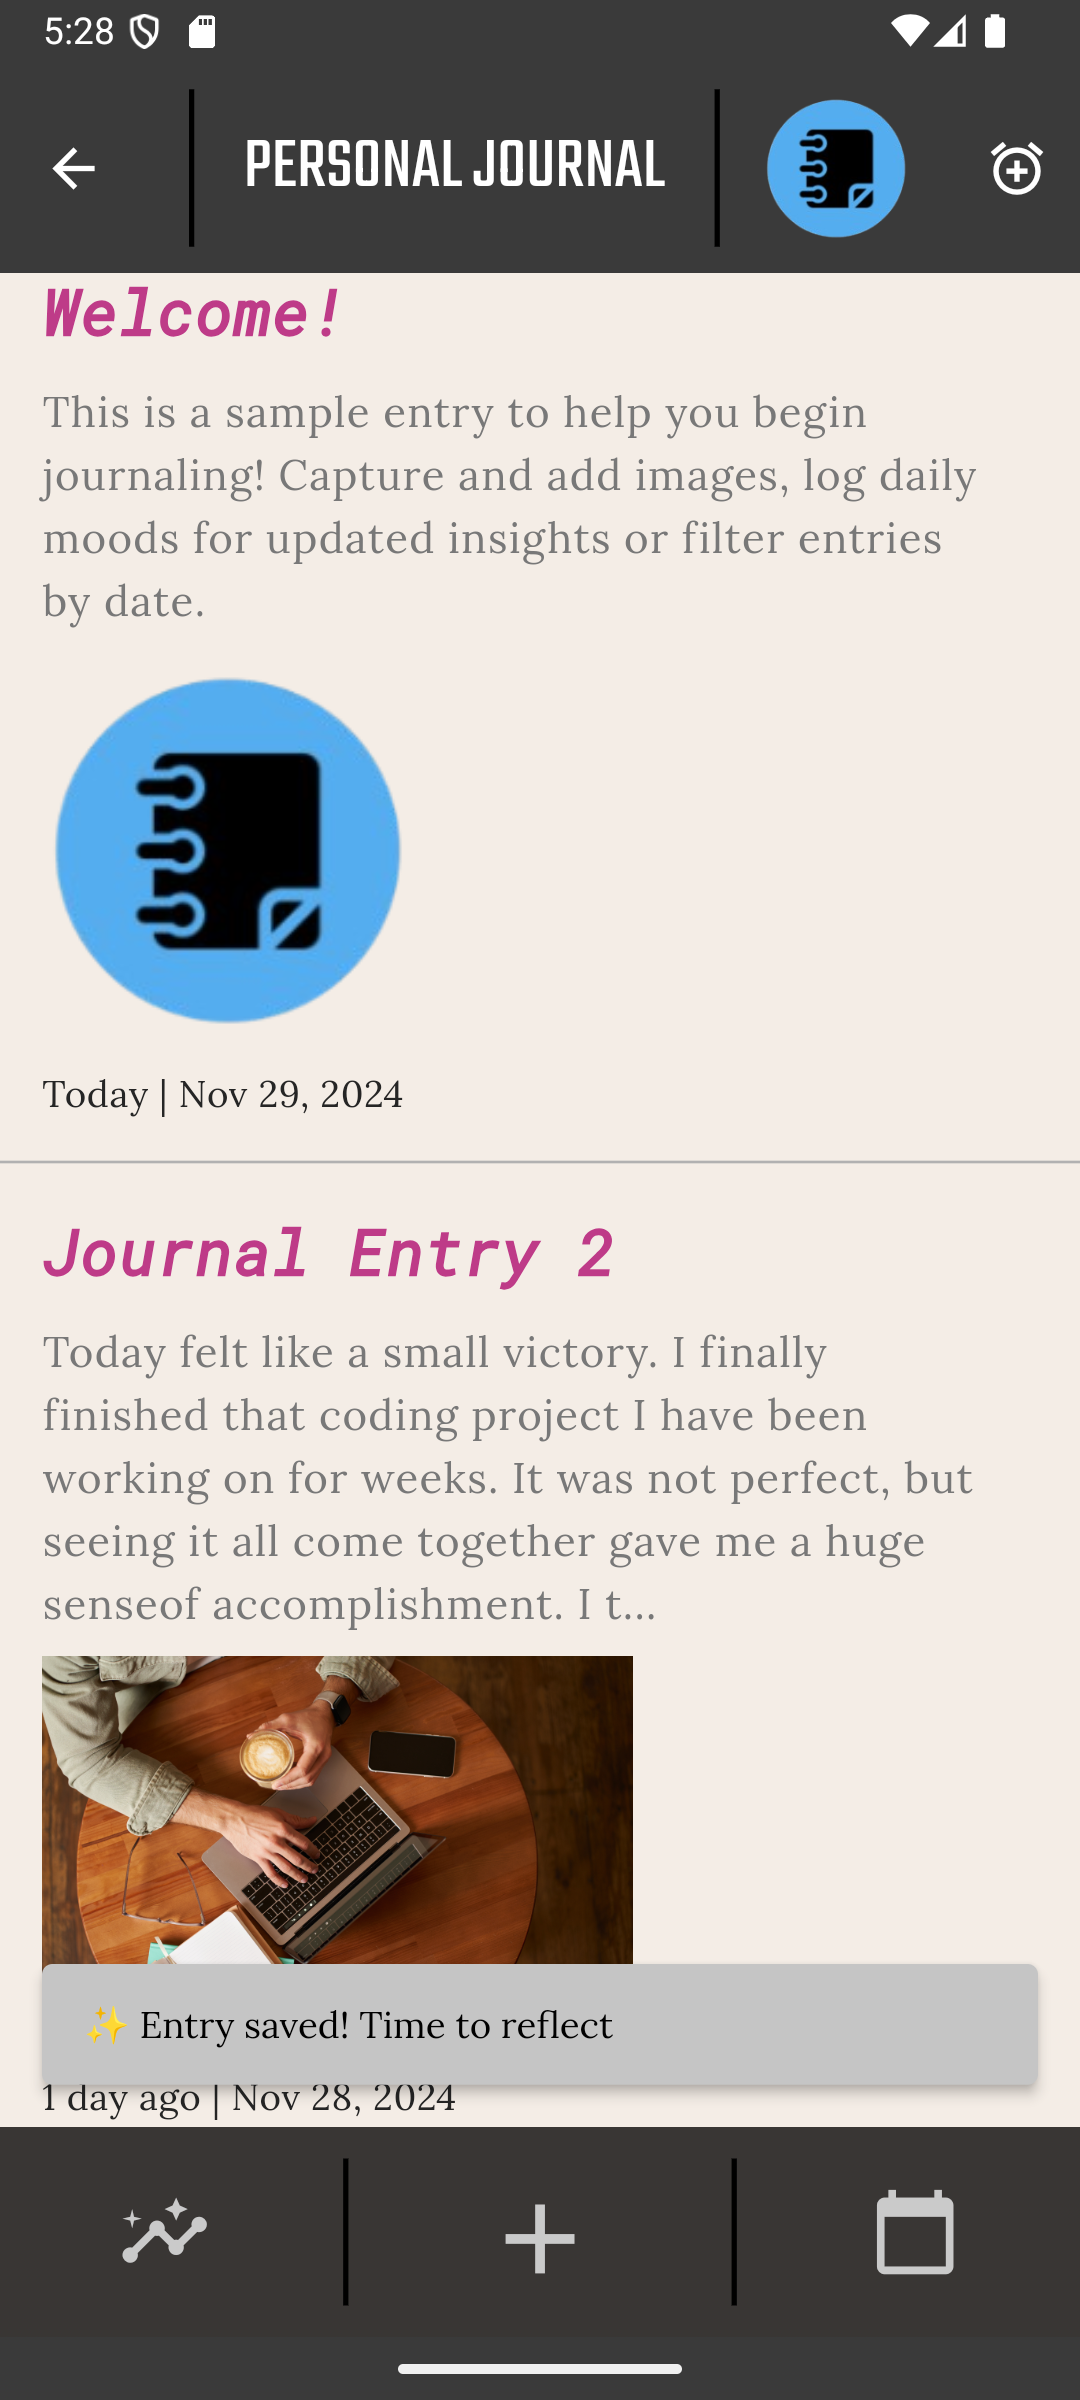 5:28
PERSONAL JOURNAL
Welcome!
This is a sample entry to help you begin
journaling! Capture and add images, log daily
moods for updated insights or filter entries
by date.
Today | Nov 29, 2024
Journal Entry 2
Today felt like a small victory. I finally
finished that coding project I have been
working on for weeks. It was not perfect, but
seeing it all come together gave me a huge
senseof accomplishment. I t...
✨ Entry saved! Time to reflect
1 day ago | Nov 28, 2024